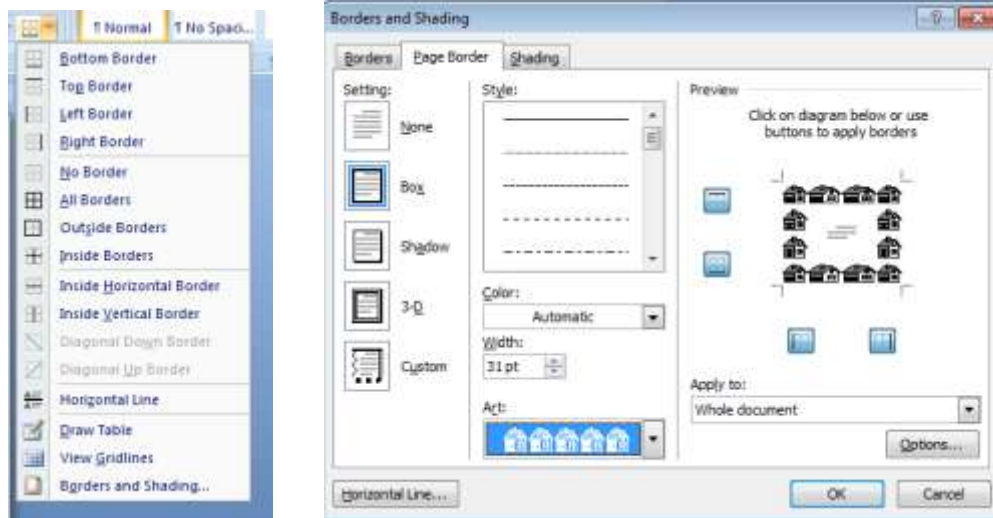 ¶ Normal
¶ No Spaci...
Bottom Border
Top Border
Left Border
Right Border
No Border
All Borders
Outside Borders
Inside Borders
Inside Horizontal Border
Inside Vertical Border
Diagonal Down Border
Diagonal Up Border
Horizontal Line
Draw Table
View Gridlines
Borders and Shading...
Borders and Shading
Borders
Page Border
Shading
Setting:
None
Box
Shadow
3-D
Custom
Style:
Color:
Automatic
Width:
31 pt
Art:
Preview
Click on diagram below or use
buttons to apply borders
Apply to:
Whole document
Options...
Horizontal Line...
OK
Cancel